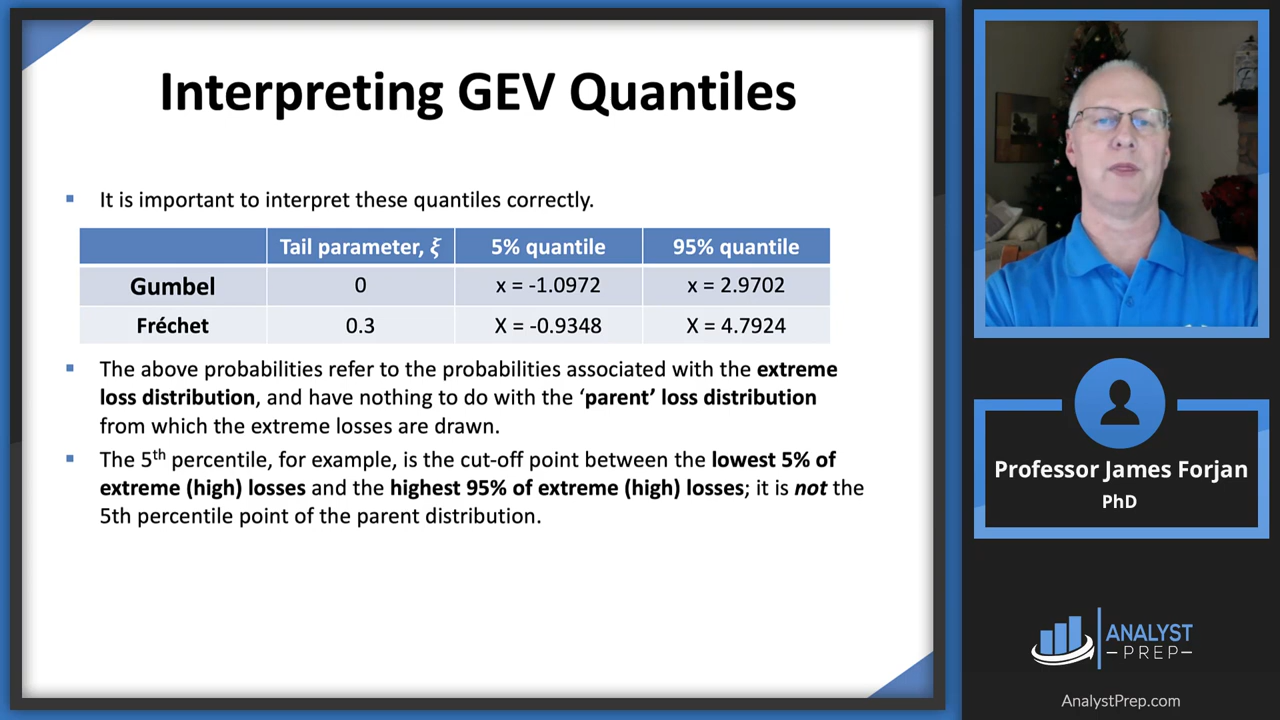 Interpreting GEV Quantiles
▪ It is important to interpret these quantiles correctly.
Tail parameter, ξ 5% quantile 95% quantile
Gumbel 0 x = -1.0972 x = 2.9702
Fréchet 0.3 X = -0.9348 X = 4.7924
▪ The above probabilities refer to the probabilities associated with the extreme
loss distribution, and have nothing to do with the ‘parent’ loss distribution
from which the extreme losses are drawn.
▪ The 5th percentile, for example, is the cut-off point between the lowest 5% of
extreme (high) losses and the highest 95% of extreme (high) losses; it is not the
5th percentile point of the parent distribution.
Professor James Forjan
PhD
ANALYST
PREP
AnalystPrep.com